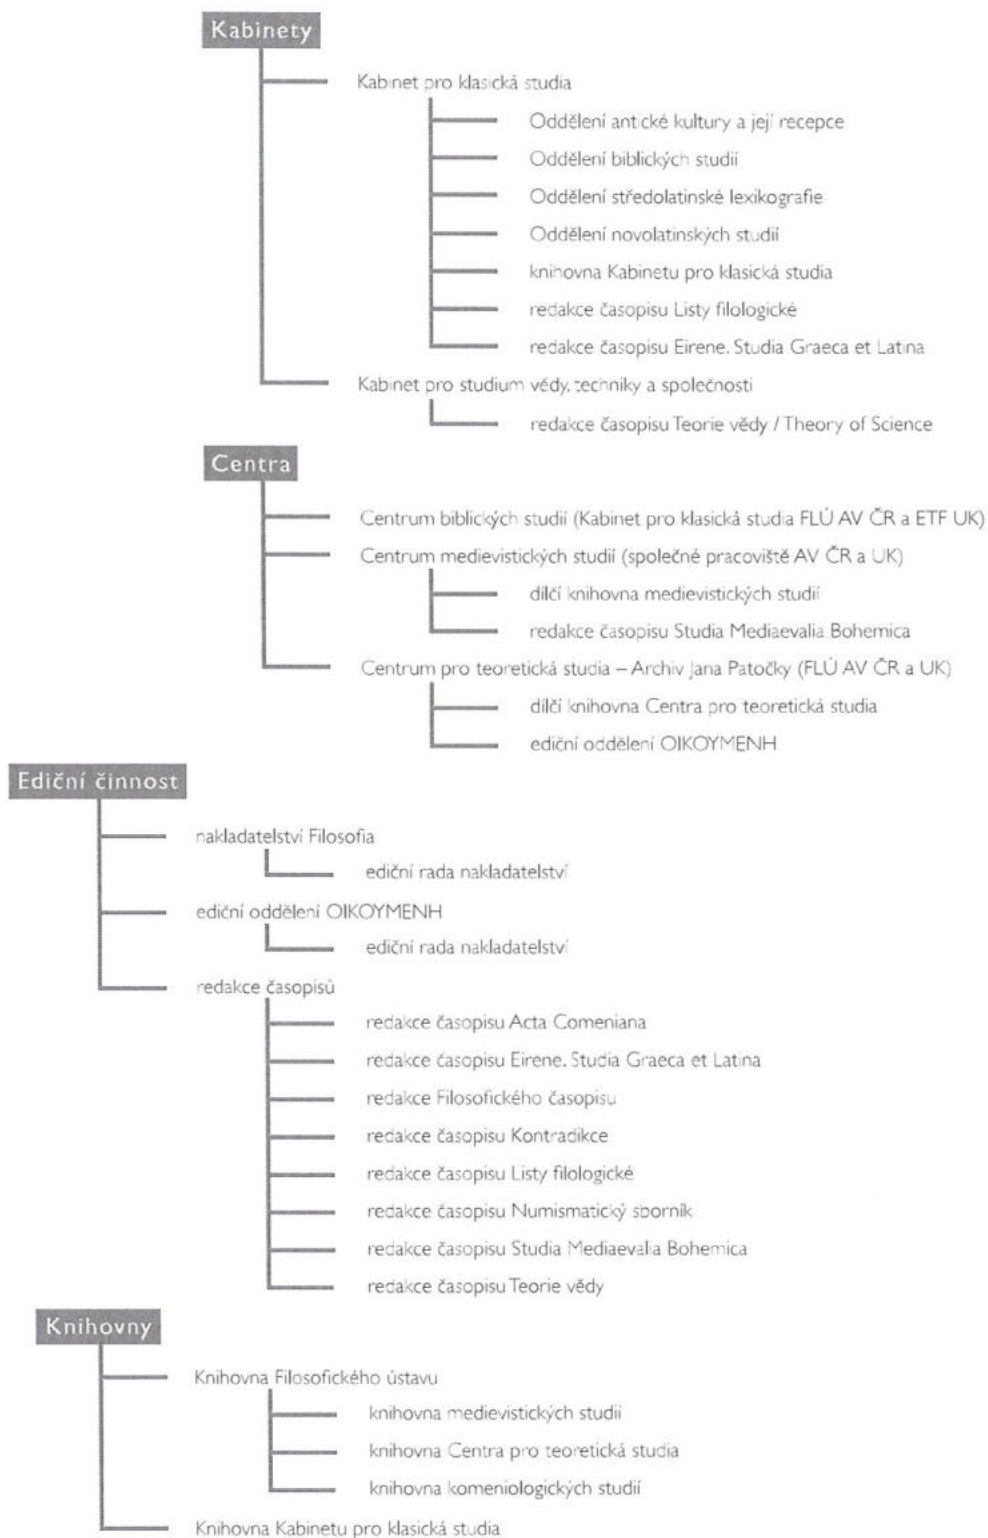 Kabinety
Kabinet pro klasická studia
Oddělení antické kultury a její recepce
Oddělení biblických studií
Oddělení středolatinské lexikografie
Oddělení novolatinských studií
knihovna Kabinetu pro klasická studia
redakce časopisu Listy filologické
redakce časopisu Eirene. Studia Graeca et Latina
Kabinet pro studium vědy, techniky a společnosti
redakce časopisu Teorie vědy / Theory of Science
Centra
Centrum biblických studií (Kabinet pro klasická studia FLÚ AV ČR a ETF UK)
Centrum medievistických studií (společné pracoviště AV ČR a UK)
dílčí knihovna medievistických studií
redakce časopisu Studia Mediaevalia Bohemica
Centrum pro teoretická studia – Archiv Jana Patočky (FLÚ AV ČR a UK)
dílčí knihovna Centra pro teoretická studia
ediční oddělení OIKOYMENH
Ediční činnost
nakladatelství Filosofia
ediční rada nakladatelství
ediční oddělení OIKOYMENH
ediční rada nakladatelství
redakce časopisů
redakce časopisu Acta Comeniana
redakce časopisu Eirene. Studia Graeca et Latina
redakce Filosofického časopisu
redakce časopisu Kontradikce
redakce časopisu Listy filologické
redakce časopisu Numismatický sborník
redakce časopisu Studia Mediaevalia Bohemica
redakce časopisu Teorie vědy
Knihovny
Knihovna Filosofického ústavu
knihovna medievistických studií
knihovna Centra pro teoretická studia
knihovna komeniologických studií
Knihovna Kabinetu pro klasická studia